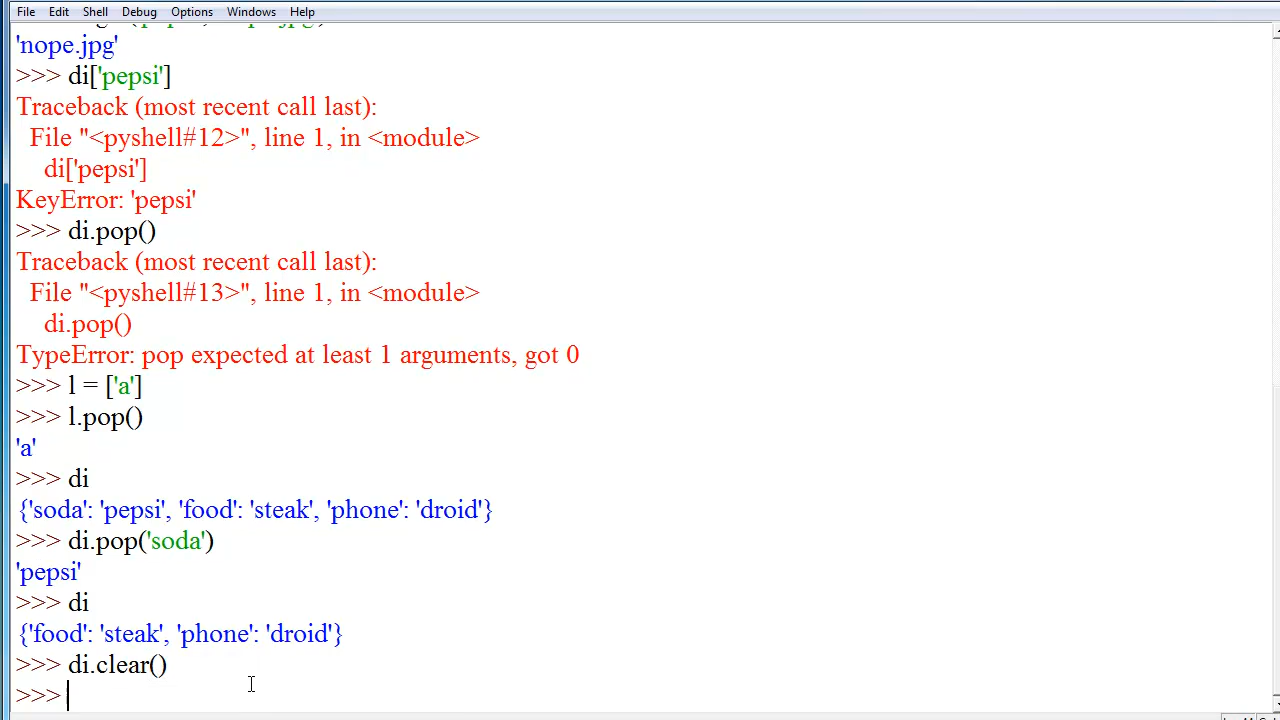 File Edit Shell Debug Options Windows Help
'nope.jpg'
>>> di['pepsi']
Traceback (most recent call last):
  File "<pyshell#12>", line 1, in <module>
    di['pepsi']
KeyError: 'pepsi'
>>> di.pop()
Traceback (most recent call last):
  File "<pyshell#13>", line 1, in <module>
    di.pop()
TypeError: pop expected at least 1 arguments, got 0
>>> l = ['a']
>>> l.pop()
'a'
>>> di
{'soda': 'pepsi', 'food': 'steak', 'phone': 'droid'}
>>> di.pop('soda')
'pepsi'
>>> di
{'food': 'steak', 'phone': 'droid'}
>>> di.clear()
>>>